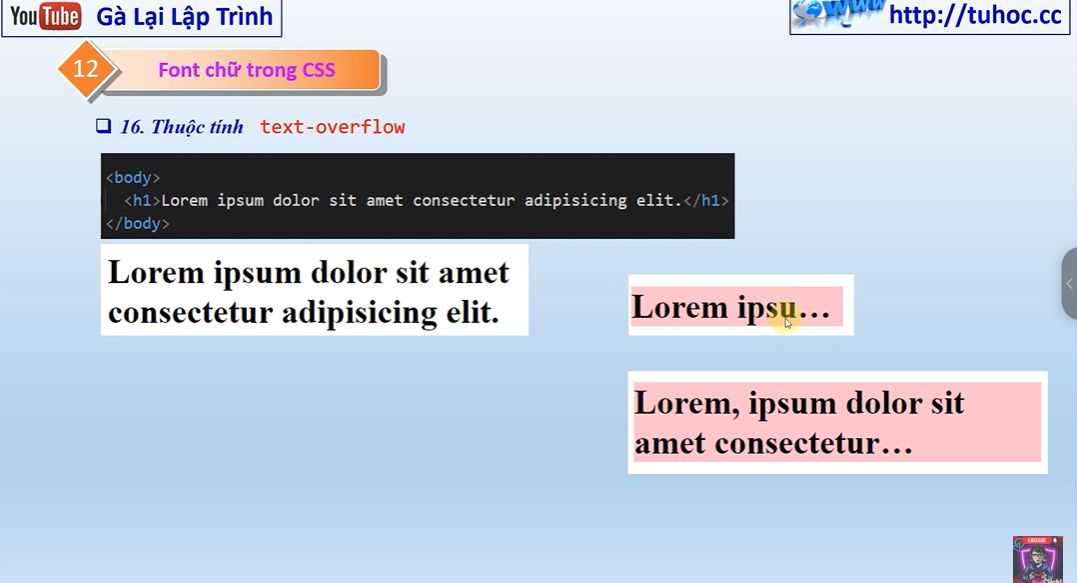 YouTube Gà Lại Lập Trình
http://tuhoc.cc
12 Font chữ trong CSS
16. Thuộc tính text-overflow
<body>
<h1>Lorem ipsum dolor sit amet consectetur adipisicing elit.</h1>
</body>
Lorem ipsum dolor sit amet
consectetur adipisicing elit.
Lorem ipsu…
Lorem, ipsum dolor sit
amet consectetur…